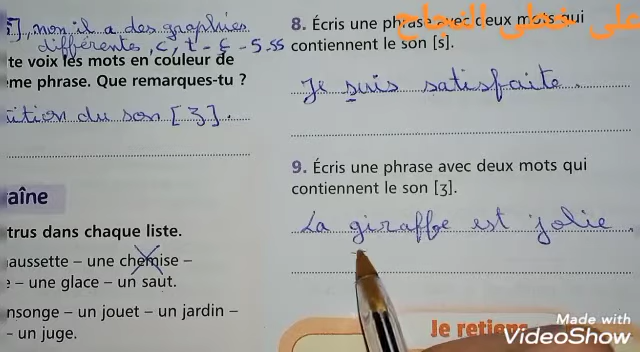 5], non il a des graphies
différentes, c, t - ç - s - ss
te voix les mots en couleur de
me phrase. Que remarques-tu ?
ition du son [ʒ].
aîne
trus dans chaque liste.
aussette – une chemise –
e – une glace – un saut.
nsonge – un jouet – un jardin –
– un juge.
على خطى النجاح
8. Écris une phrase avec deux mots qui
contiennent le son [s].
Je suis satisfaite.
9. Écris une phrase avec deux mots qui
contiennent le son [ʒ].
La giraffe est jolie.
Je retiens
Made with
VideoShow